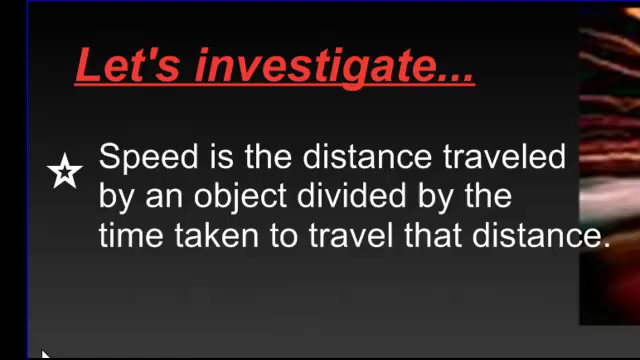 Let's investigate...
Speed is the distance traveled
by an object divided by the
time taken to travel that distance.